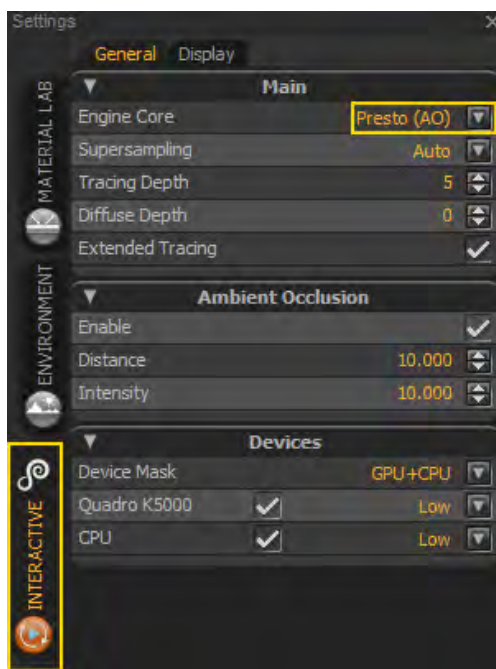 Settings
General Display
Main
Engine Core Presto (AO)
Supersampling Auto
Tracing Depth 5
Diffuse Depth 0
Extended Tracing
Ambient Occlusion
Enable
Distance 10.000
Intensity 10.000
Devices
Device Mask GPU+CPU
Quadro K5000 Low
CPU Low
MATERIAL LAB
ENVIRONMENT
INTERACTIVE